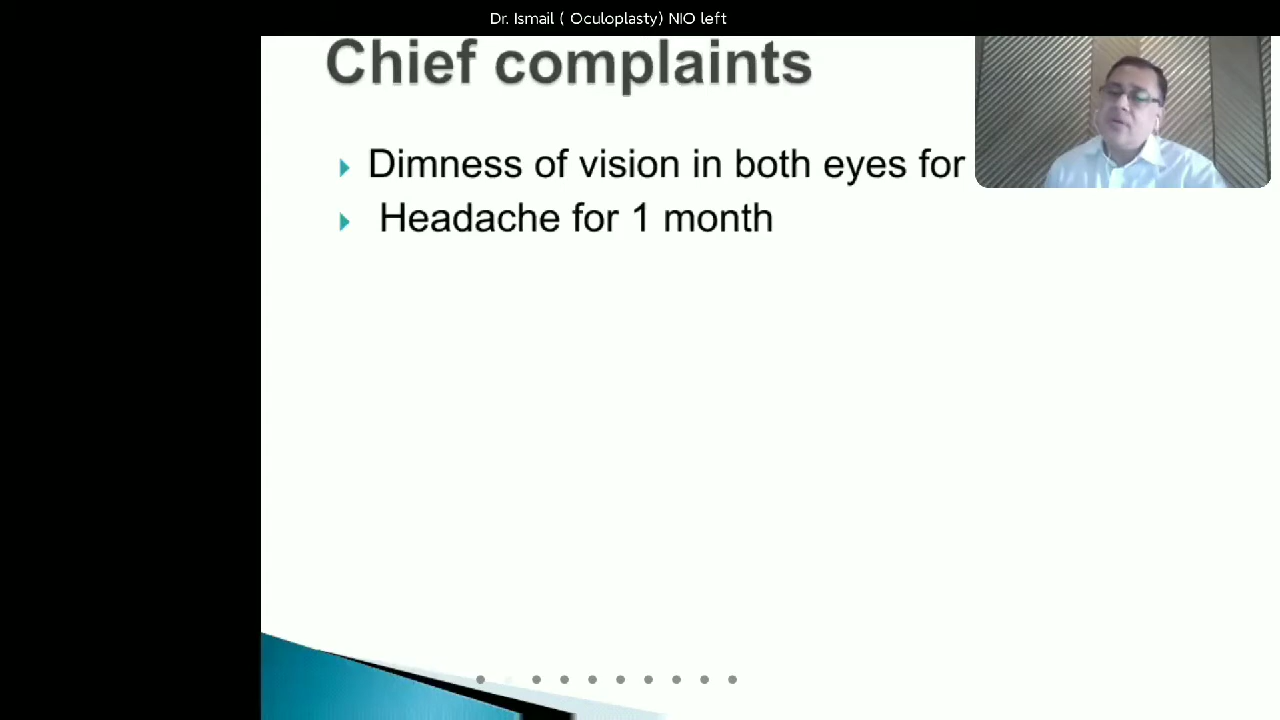 Dr. Ismail ( Oculoplasty) NIO left
Chief complaints
Dimness of vision in both eyes for
Headache for 1 month